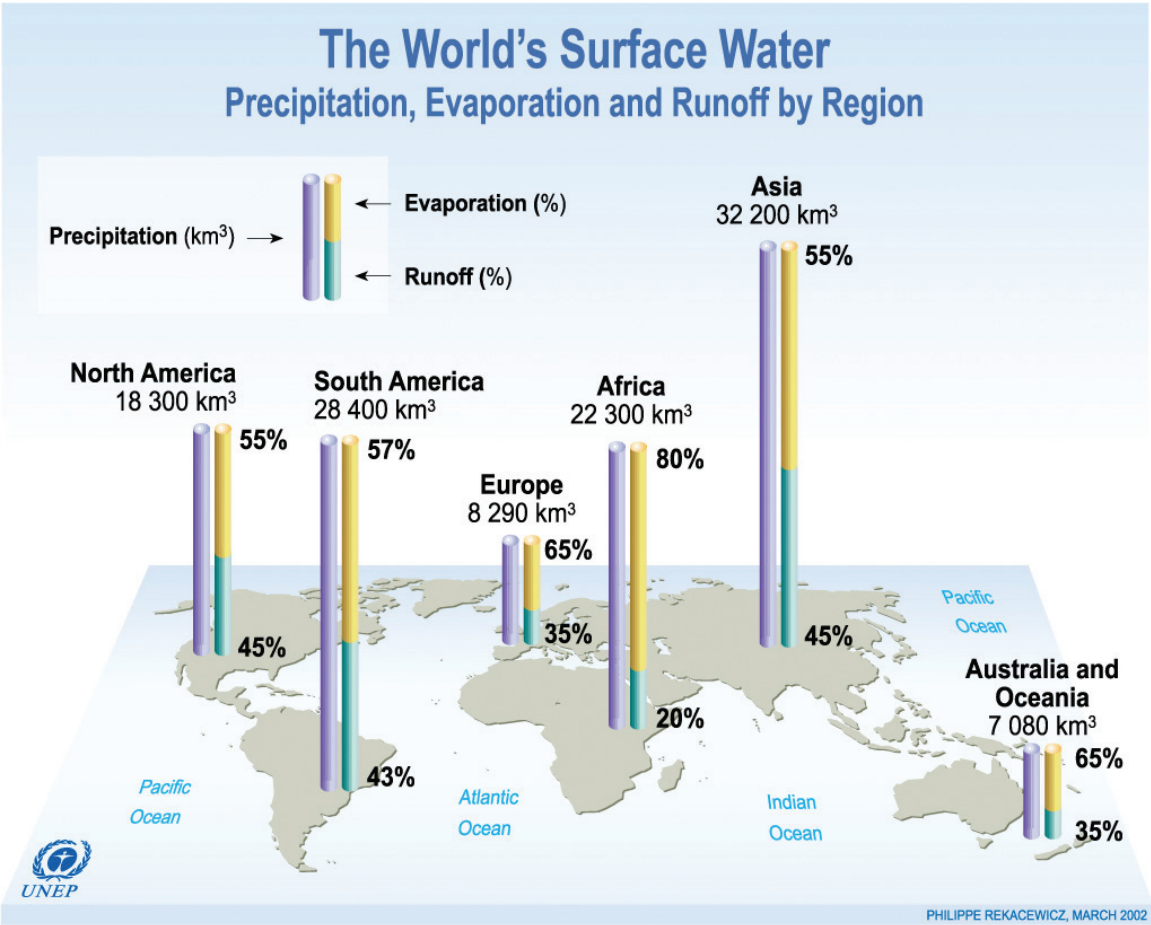 The World's Surface Water
Precipitation, Evaporation and Runoff by Region
Precipitation (km³)
Evaporation (%)
Runoff (%)
Asia
32 200 km³
55%
45%
North America
18 300 km³
55%
45%
South America
28 400 km³
57%
43%
Europe
8 290 km³
65%
35%
Africa
22 300 km³
80%
20%
Pacific
Ocean
Australia and
Oceania
7 080 km³
65%
35%
Pacific
Ocean
Atlantic
Ocean
Indian
Ocean
UNEP
PHILIPPE REKACEWICZ, MARCH 2002